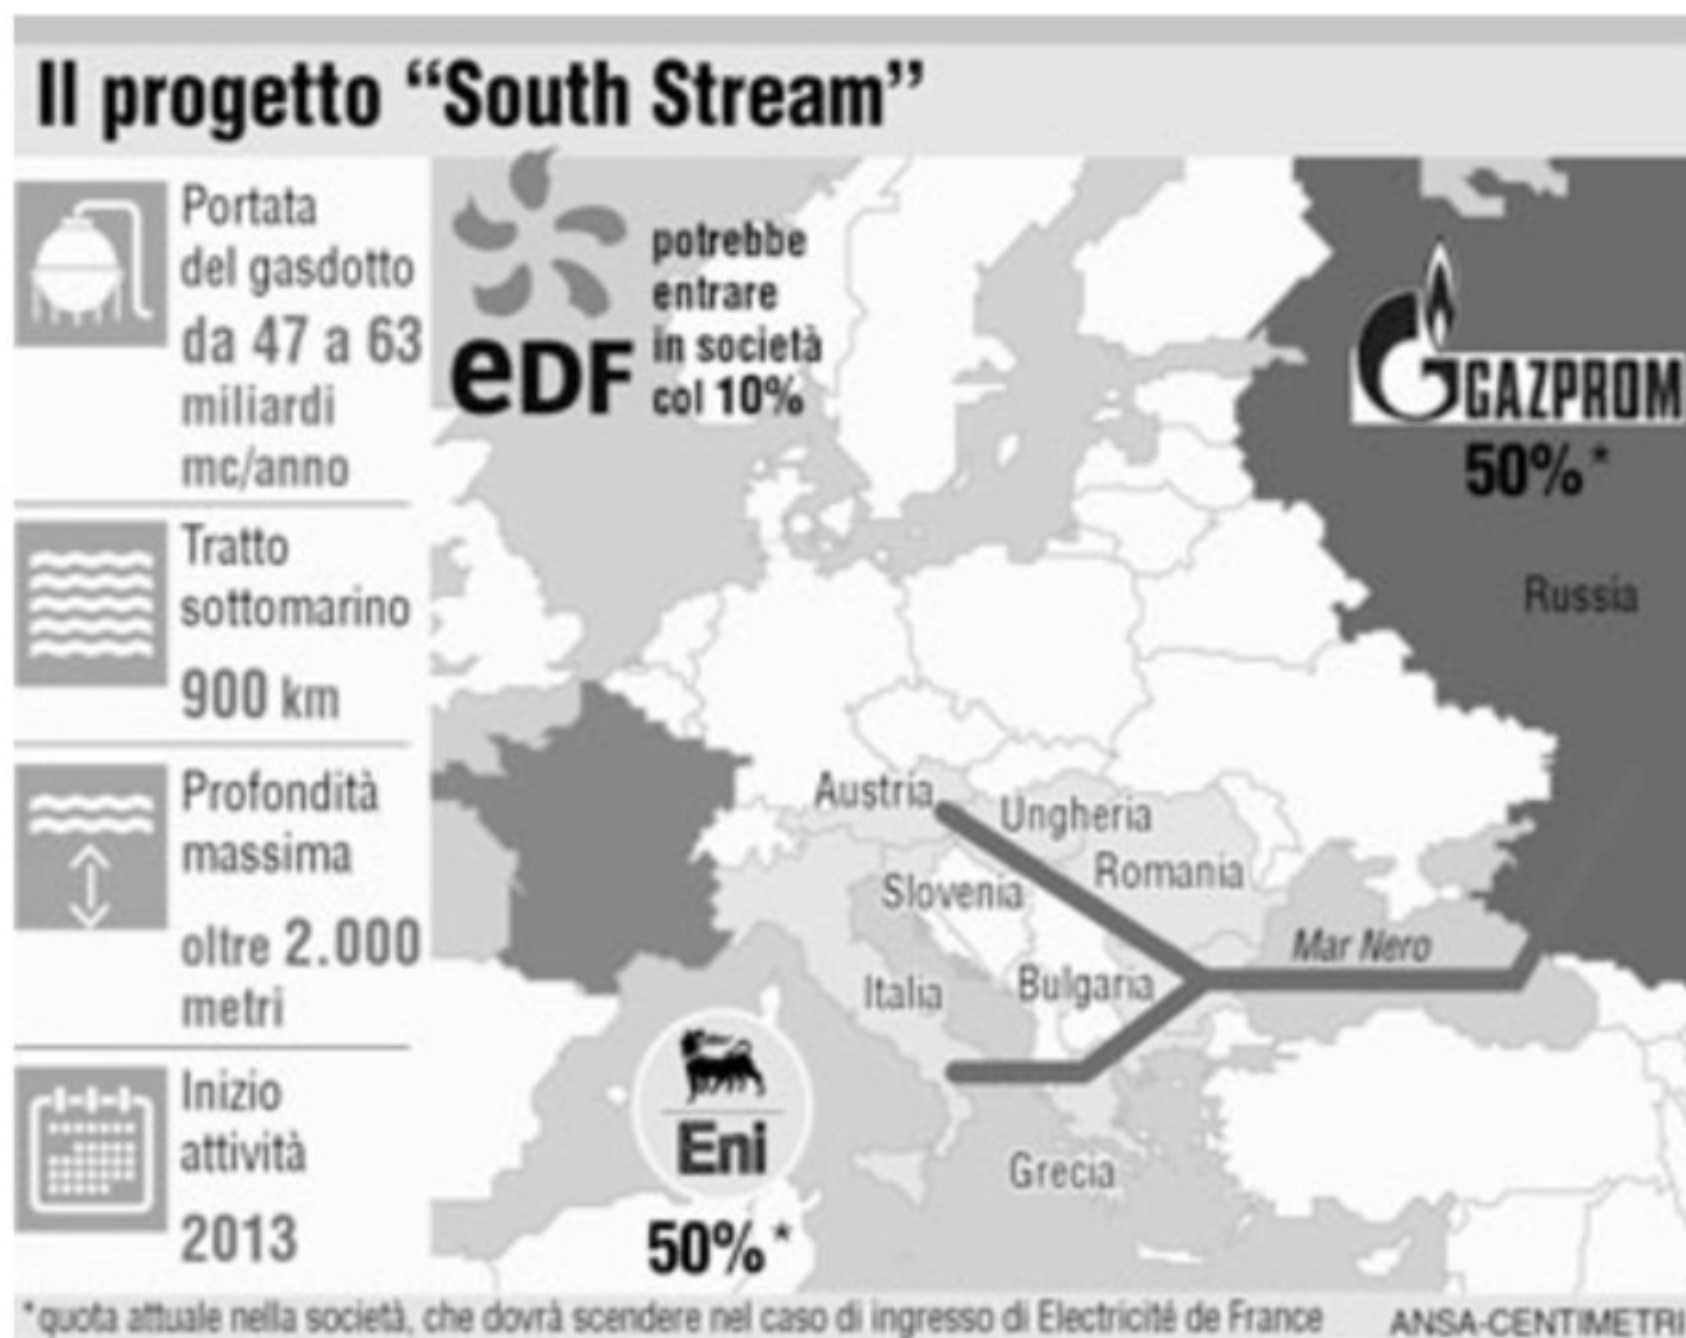 Il progetto “South Stream”
Portata
del gasdotto
da 47 a 63
miliardi
mc/anno
Tratto
sottomarino
900 km
Profondità
massima
oltre 2.000
metri
Inizio
attività
2013
eDF
potrebbe
entrare
in società
col 10%
GAZPROM
50%*
Russia
Austria
Ungheria
Romania
Slovenia
Mar Nero
Italia
Bulgaria
Eni
50%*
Grecia
*quota attuale nella società, che dovrà scendere nel caso di ingresso di Electricité de France
ANSA-CENTIMETRI